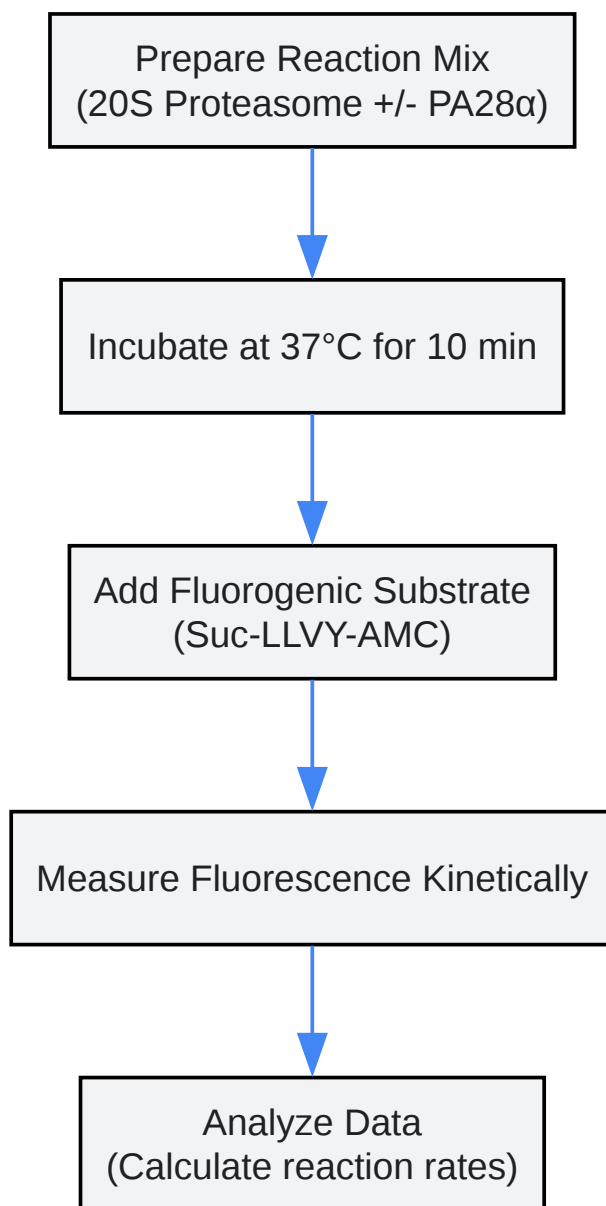 Prepare Reaction Mix
(20S Proteasome +/- PA28α)
Incubate at 37°C for 10 min
Add Fluorogenic Substrate
(Suc-LLVY-AMC)
Measure Fluorescence Kinetically
Analyze Data
(Calculate reaction rates)